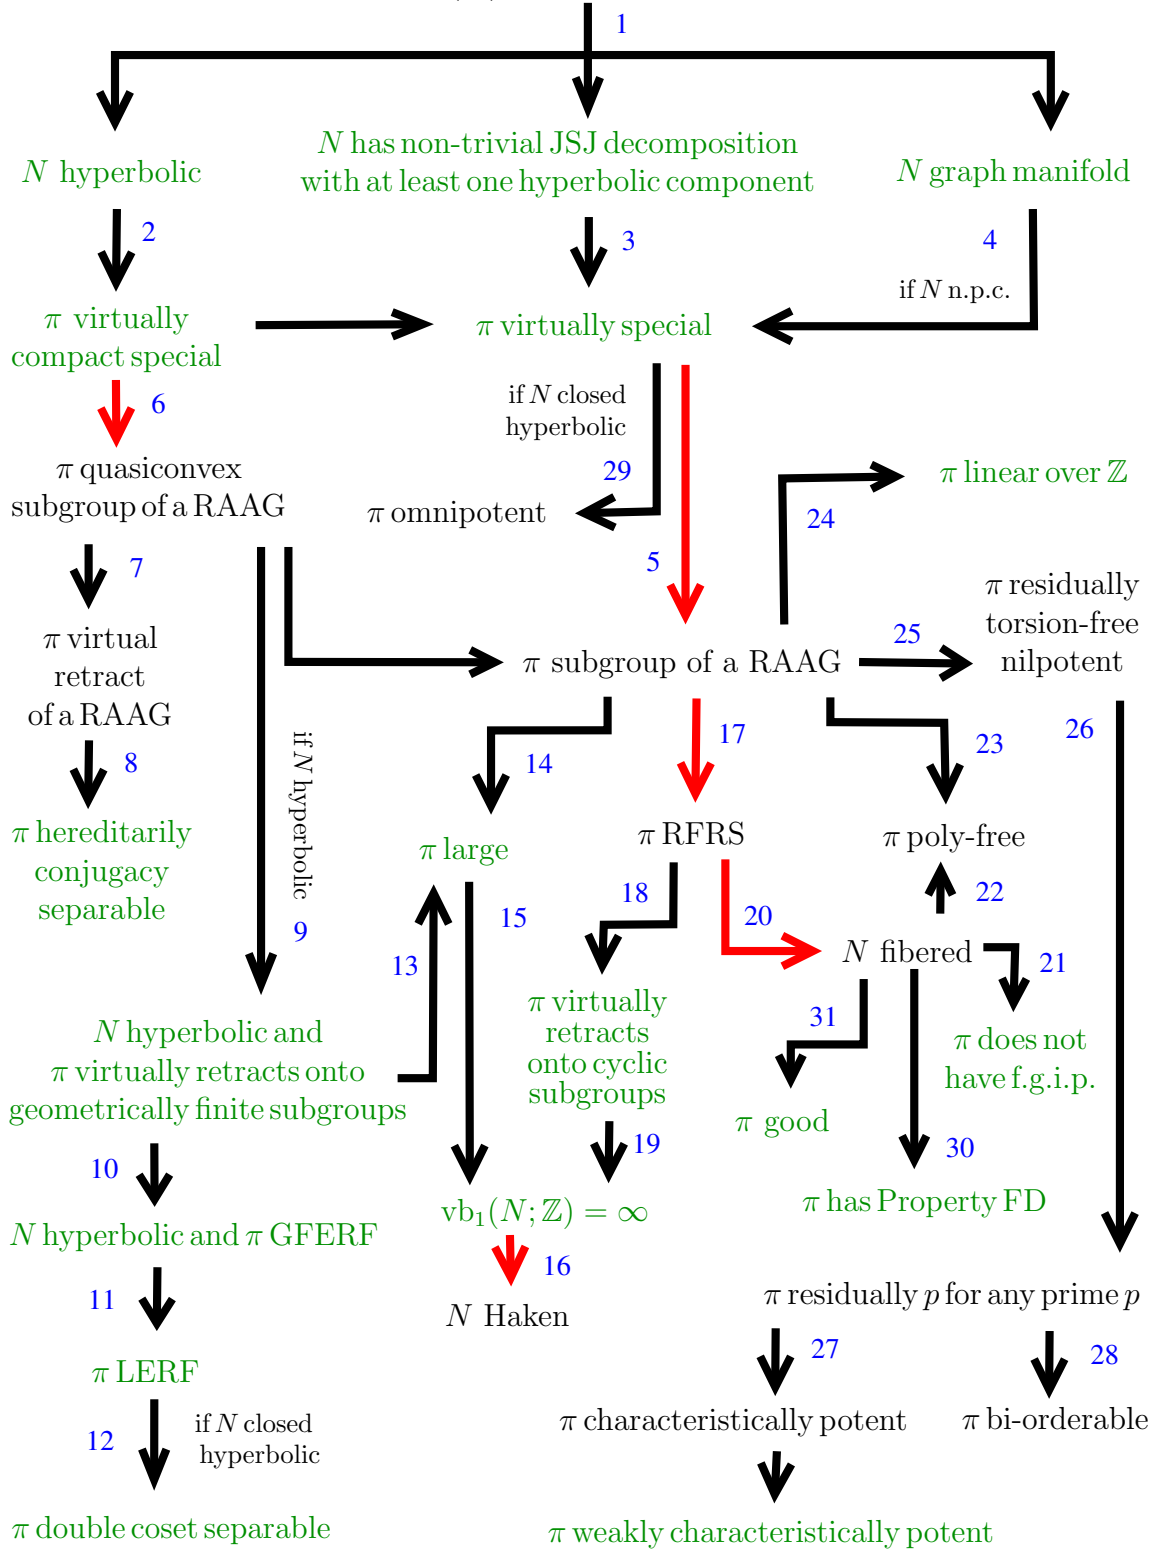 1
N hyperbolic
N has non-trivial JSJ decomposition
with at least one hyperbolic component
N graph manifold
2
3
4
if N n.p.c.
π virtually
compact special
π virtually special
6
if N closed
hyperbolic
29
5
π quasiconvex
subgroup of a RAAG
π omnipotent
π linear over ℤ
24
7
π virtual
retract
of a RAAG
π subgroup of a RAAG
25
π residually
torsion-free
nilpotent
8
if N hyperbolic
9
14
17
23
26
π hereditarily
conjugacy
separable
π large
π RFRS
π poly-free
15
18
20
22
13
N fibered
21
N hyperbolic and
π virtually retracts onto
geometrically finite subgroups
π virtually
retracts
onto cyclic
subgroups
31
π does not
have f.g.i.p.
π good
10
19
30
N hyperbolic and π GFERF
vb₁(N; ℤ) = ∞
π has Property FD
11
16
N Haken
π residually p for any prime p
π LERF
27
28
12
if N closed
hyperbolic
π characteristically potent
π bi-orderable
π double coset separable
π weakly characteristically potent